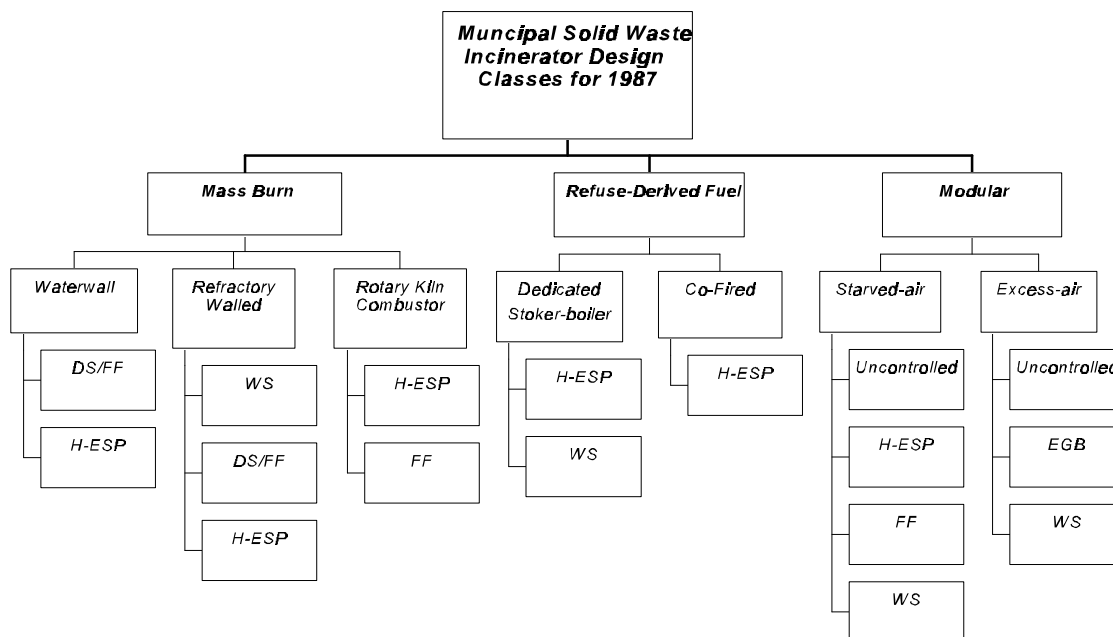 Muncipal Solid Waste
Incinerator Design
Classes for 1987
Mass Burn
Refuse-Derived Fuel
Modular
Waterwall
Refractory
Walled
Rotary Kiln
Combustor
Dedicated
Stoker-boiler
Co-Fired
Starved-air
Excess-air
DS/FF
H-ESP
WS
DS/FF
H-ESP
H-ESP
FF
H-ESP
WS
H-ESP
Uncontrolled
H-ESP
FF
WS
Uncontrolled
EGB
WS